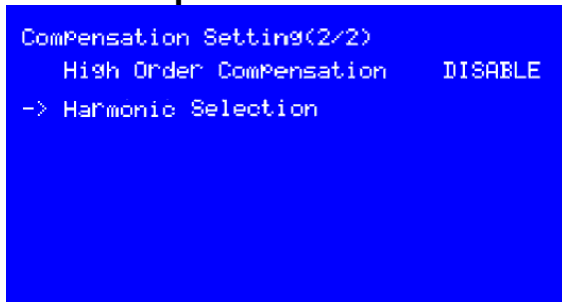 Compensation Setting(2/2)
High Order Compensation DISABLE
-> Harmonic Selection